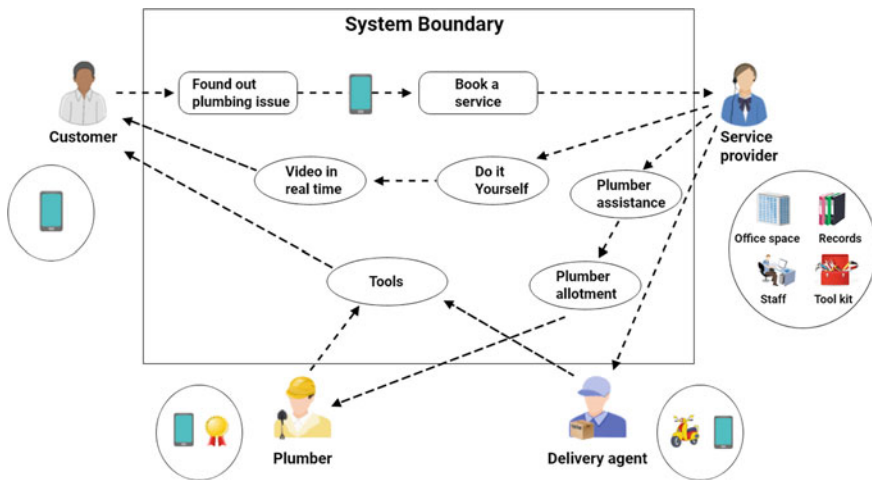 System Boundary
Found out
plumbing issue
Book a
service
Customer
Service
provider
Video in
real time
Do it
Yourself
Plumber
assistance
Office space
Records
Tools
Plumber
allotment
Staff
Tool kit
Plumber
Delivery agent